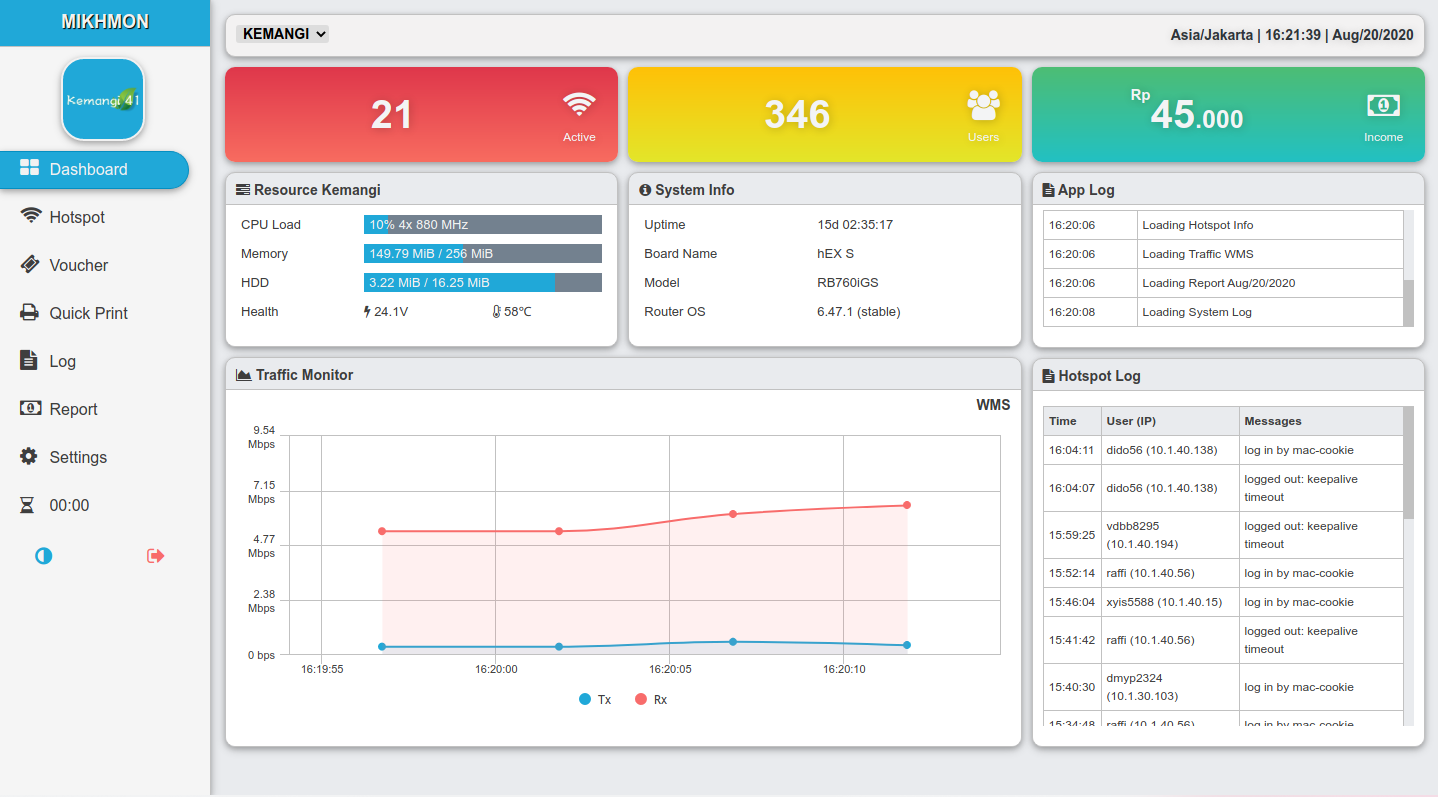 MIKHMON
Kemangi 41
Dashboard
Hotspot
Voucher
Quick Print
Log
Report
Settings
00:00
KEMANGI
Asia/Jakarta | 16:21:39 | Aug/20/2020
21
Active
346
Users
Rp 45.000
Income
Resource Kemangi
CPU Load 10% 4x 880 MHz
Memory 149.79 MiB / 256 MiB
HDD 3.22 MiB / 16.25 MiB
Health 24.1V 58℃
System Info
Uptime 15d 02:35:17
Board Name hEX S
Model RB760iGS
Router OS 6.47.1 (stable)
App Log
16:20:06 Loading Hotspot Info
16:20:06 Loading Traffic WMS
16:20:06 Loading Report Aug/20/2020
16:20:08 Loading System Log
Traffic Monitor
WMS
9.54
Mbps
7.15
Mbps
4.77
Mbps
2.38
Mbps
0 bps
16:19:55 16:20:00 16:20:05 16:20:10
Tx Rx
Hotspot Log
Time User (IP) Messages
16:04:11 dido56 (10.1.40.138) log in by mac-cookie
16:04:07 dido56 (10.1.40.138) logged out: keepalive
timeout
15:59:25 vdbb8295
(10.1.40.194) logged out: keepalive
timeout
15:52:14 raffi (10.1.40.56) log in by mac-cookie
15:46:04 xyis5588 (10.1.40.15) log in by mac-cookie
15:41:42 raffi (10.1.40.56) logged out: keepalive
timeout
15:40:30 dmyp2324
(10.1.30.103) log in by mac-cookie
15:34:48 raffi (10.1.40.56) log in by mac-cookie